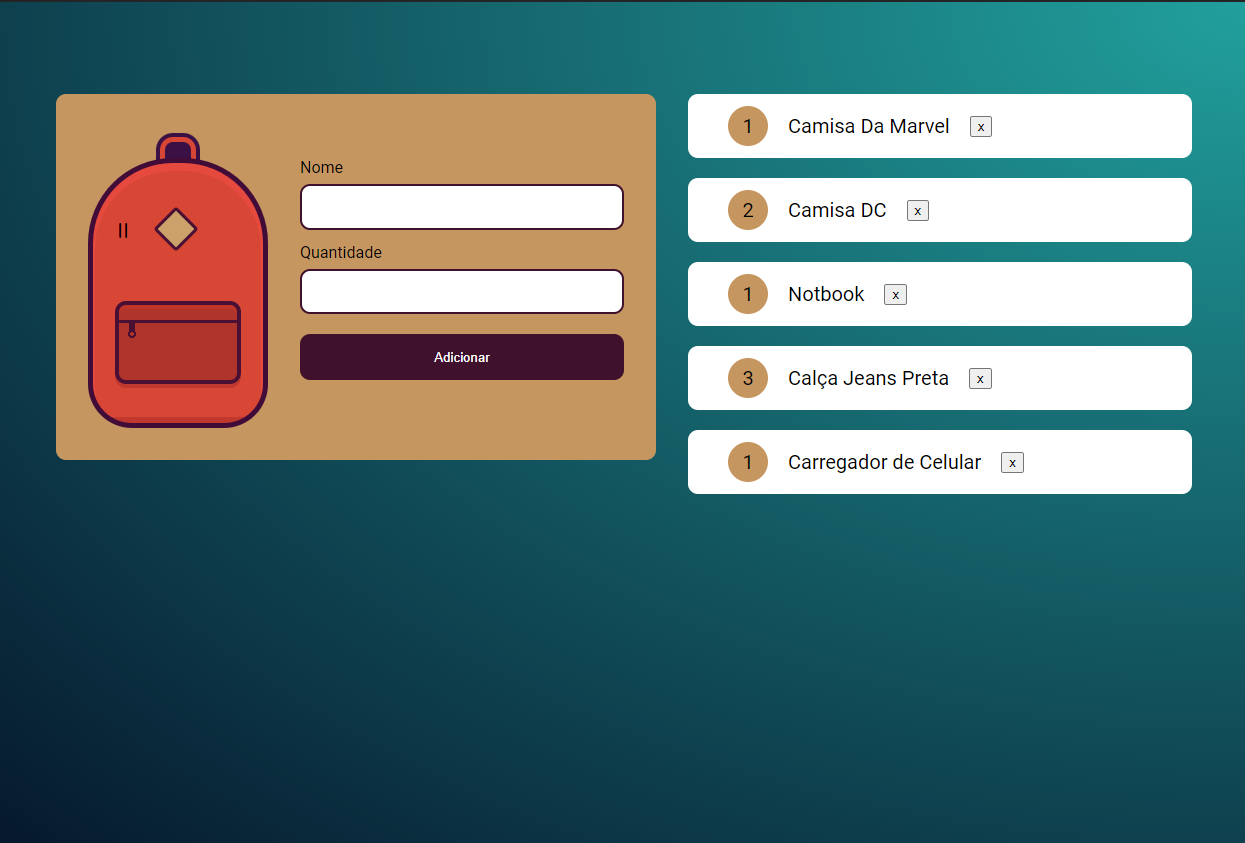 Nome
Quantidade
Adicionar
1 Camisa Da Marvel x
2 Camisa DC x
1 Notbook x
3 Calça Jeans Preta x
1 Carregador de Celular x